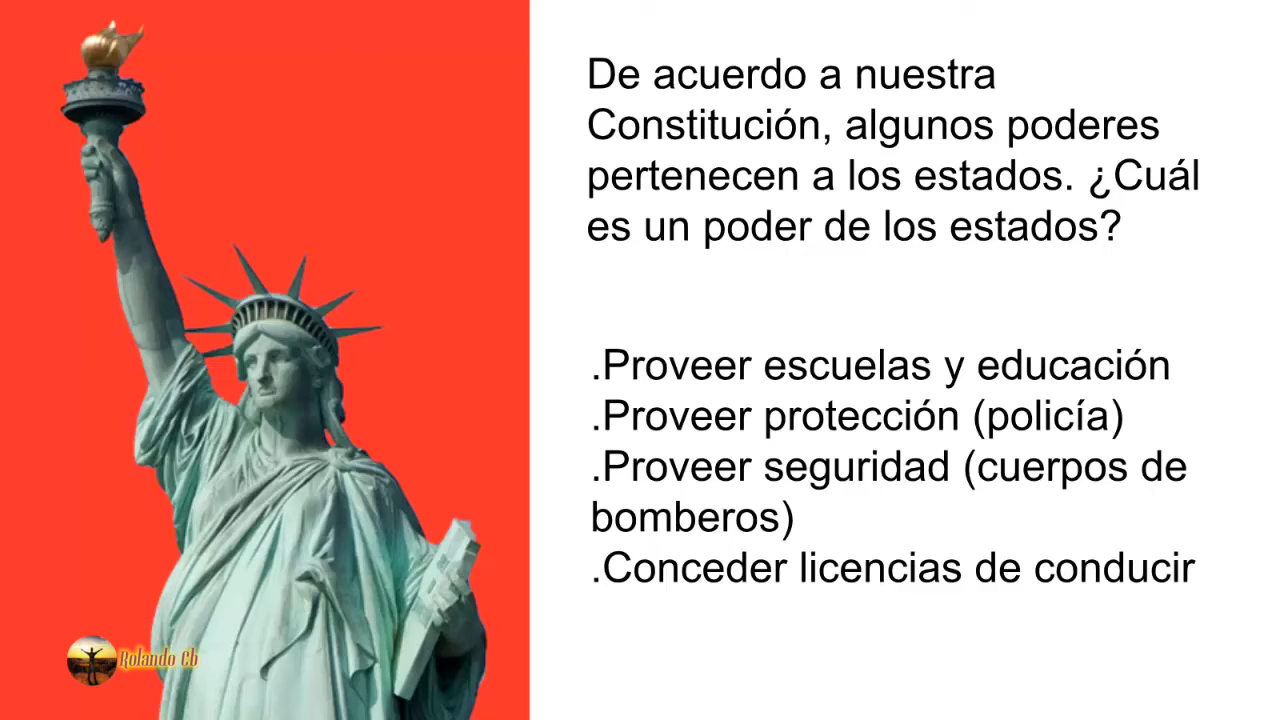 De acuerdo a nuestra
Constitución, algunos poderes
pertenecen a los estados. ¿Cuál
es un poder de los estados?
.Proveer escuelas y educación
.Proveer protección (policía)
.Proveer seguridad (cuerpos de
bomberos)
.Conceder licencias de conducir
Rolando Cb